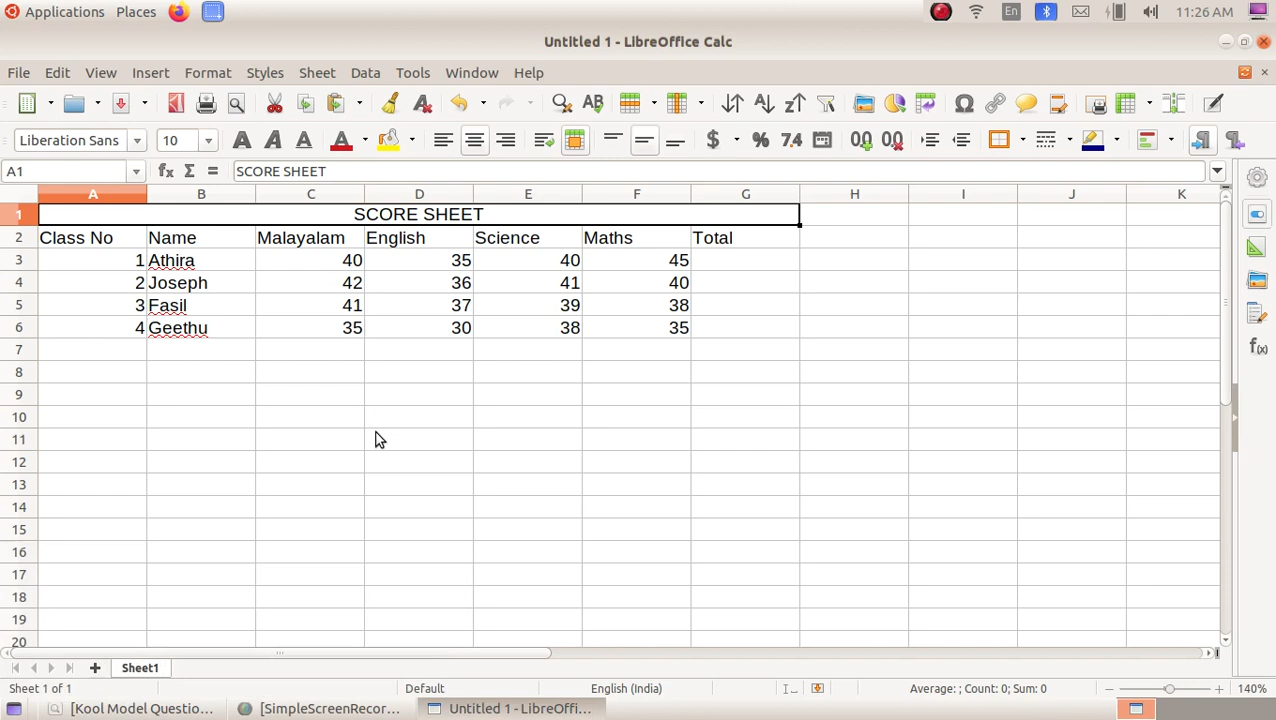 Applications Places En 11:26 AM
Untitled 1 - LibreOffice Calc
File Edit View Insert Format Styles Sheet Data Tools Window Help
Liberation Sans 10 $ % 7.4
A1 fx Σ = SCORE SHEET
A B C D E F G H I J K
1 SCORE SHEET
2 Class No Name Malayalam English Science Maths Total
3 1 Athira 40 35 40 45
4 2 Joseph 42 36 41 40
5 3 Fasil 41 37 39 38
6 4 Geethu 35 30 38 35
7
8
9
10
11
12
13
14
15
16
17
18
19
20
Sheet1
Sheet 1 of 1 Default English (India) Average: ; Count: 0; Sum: 0 140%
[Kool Model Questio... [SimpleScreenRecor... Untitled 1 - LibreOffi...